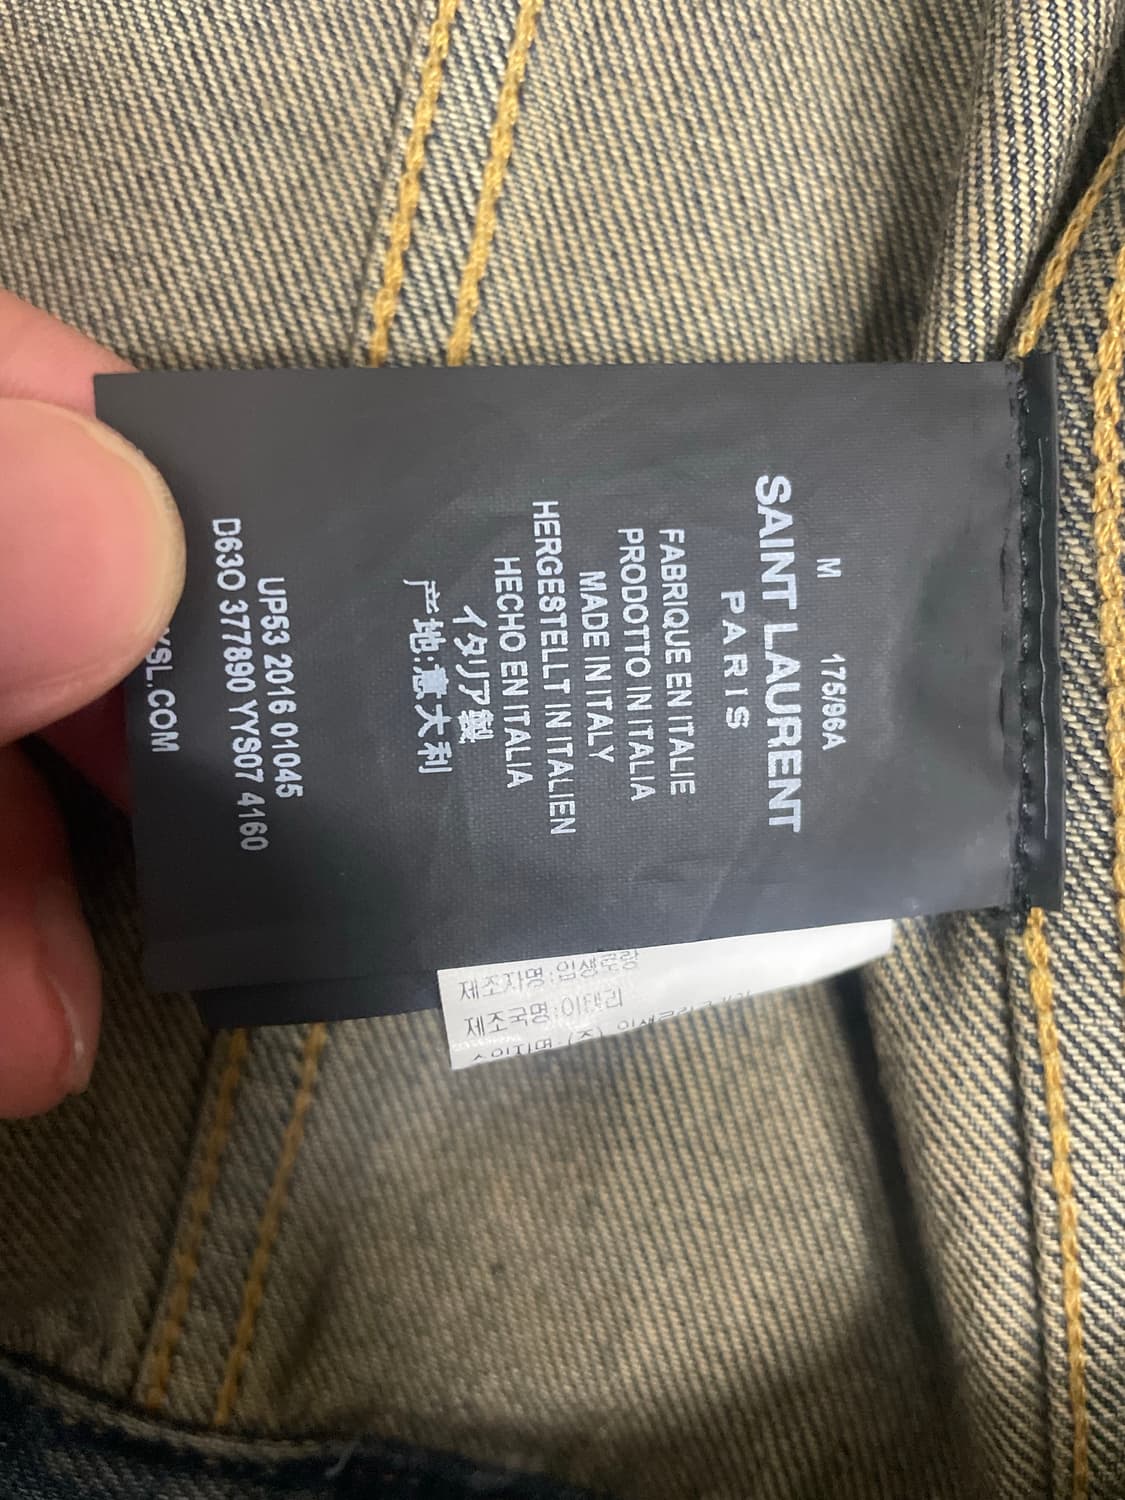 M 175/96A
SAINT LAURENT
PARIS
FABRIQUE EN ITALIE
PRODOTTO IN ITALIA
MADE IN ITALY
HERGESTELLT IN ITALIEN
HECHO EN ITALIA
イタリア製
产地:意大利
UP53 2016 01045
D63O 377890 YYS07 4160
YSL.COM
제조자명:입생로랑
제조국명:이태리